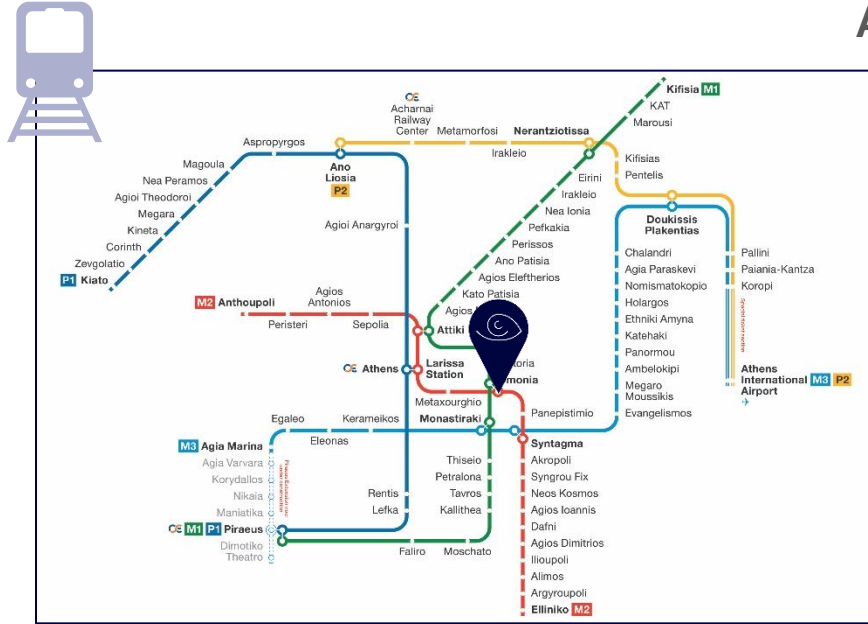 A
Kifisia M1
KAT
Marousi
OE
Acharnai
Railway
Center
Metamorfosi
Nerantziotissa
Irakleio
Aspropyrgos
Ano
Liosia
P2
Magoula
Nea Peramos
Agioi Theodoroi
Megara
Kineta
Corinth
Zevgolatio
P1 Kiato
Agioi Anargyroi
Kifisias
Pentelis
Eirini
Irakleio
Nea Ionia
Pefkakia
Perissos
Ano Patisia
Agios Eleftherios
Kato Patisia
Agios
Doukissis
Plakentias
Chalandri
Agia Paraskevi
Nomismatokopio
Holargos
Ethniki Amyna
Katehaki
Panormou
Ambelokipi
Megaro
Moussikis
Evangelismos
Pallini
Paiania-Kantza
Koropi
Athens
International M3 P2
Airport
M2 Anthoupoli
Agios
Antonios
Peristeri
Sepolia
Attiki
OE Athens
Larissa
Station
toria
monia
Metaxourghio
Monastiraki
Panepistimio
Syntagma
Egaleo
Kerameikos
Eleonas
M3 Agia Marina
Agia Varvara
Korydallos
Nikaia
Maniatika
OE M1 P1 Piraeus
Dimotiko
Theatro
Rentis
Lefka
Thiseio
Petralona
Tavros
Kallithea
Faliro
Moschato
Akropoli
Syngrou Fix
Neos Kosmos
Agios Ioannis
Dafni
Agios Dimitrios
Ilioupoli
Alimos
Argyroupoli
Elliniko M2